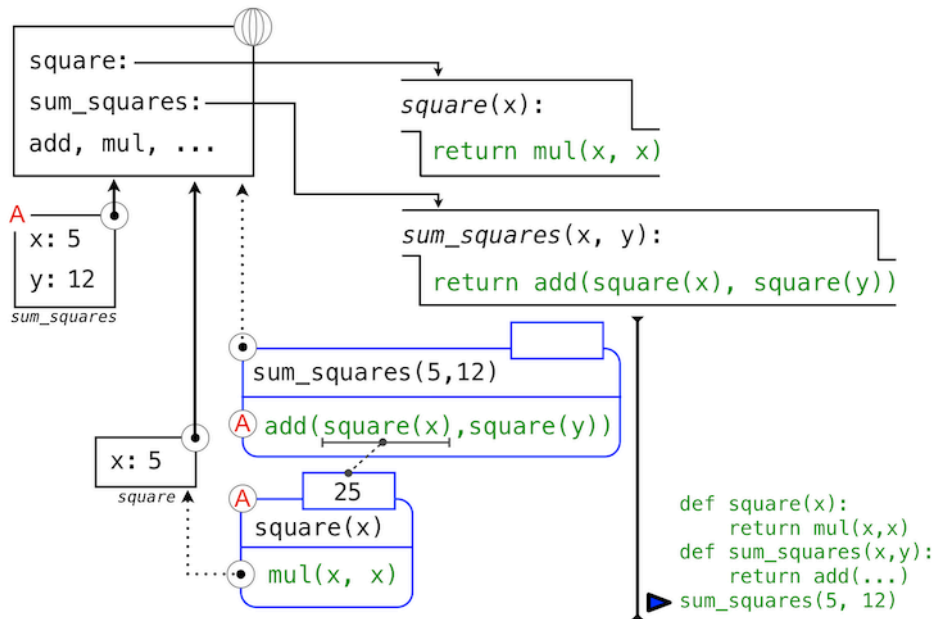 square:
sum_squares:
add, mul, ...
square(x):
return mul(x, x)
sum_squares(x, y):
return add(square(x), square(y))
A
x: 5
y: 12
sum_squares
sum_squares(5,12)
A
add(square(x),square(y))
x: 5
square
25
A
square(x)
mul(x, x)
def square(x):
return mul(x,x)
def sum_squares(x,y):
return add(...)
sum_squares(5, 12)